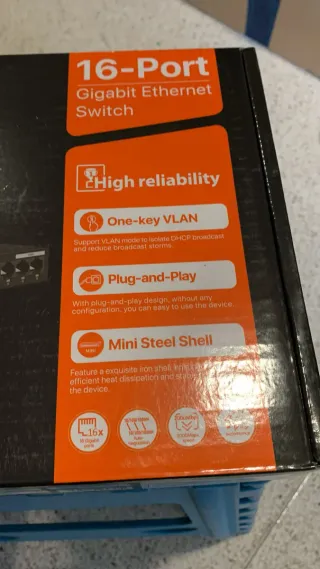 16-Port
Gigabit Ethernet
Switch
High reliability
One-key VLAN
Support VLAN mode to isolate DHCP broadcast
and reduce broadcast storms.
Plug-and-Play
With plug-and-play design, without any
configuration, you can easy to use the device.
Mini Steel Shell
Feature a exquisite iron shell,
efficient heat dissipation and
the device.
16x